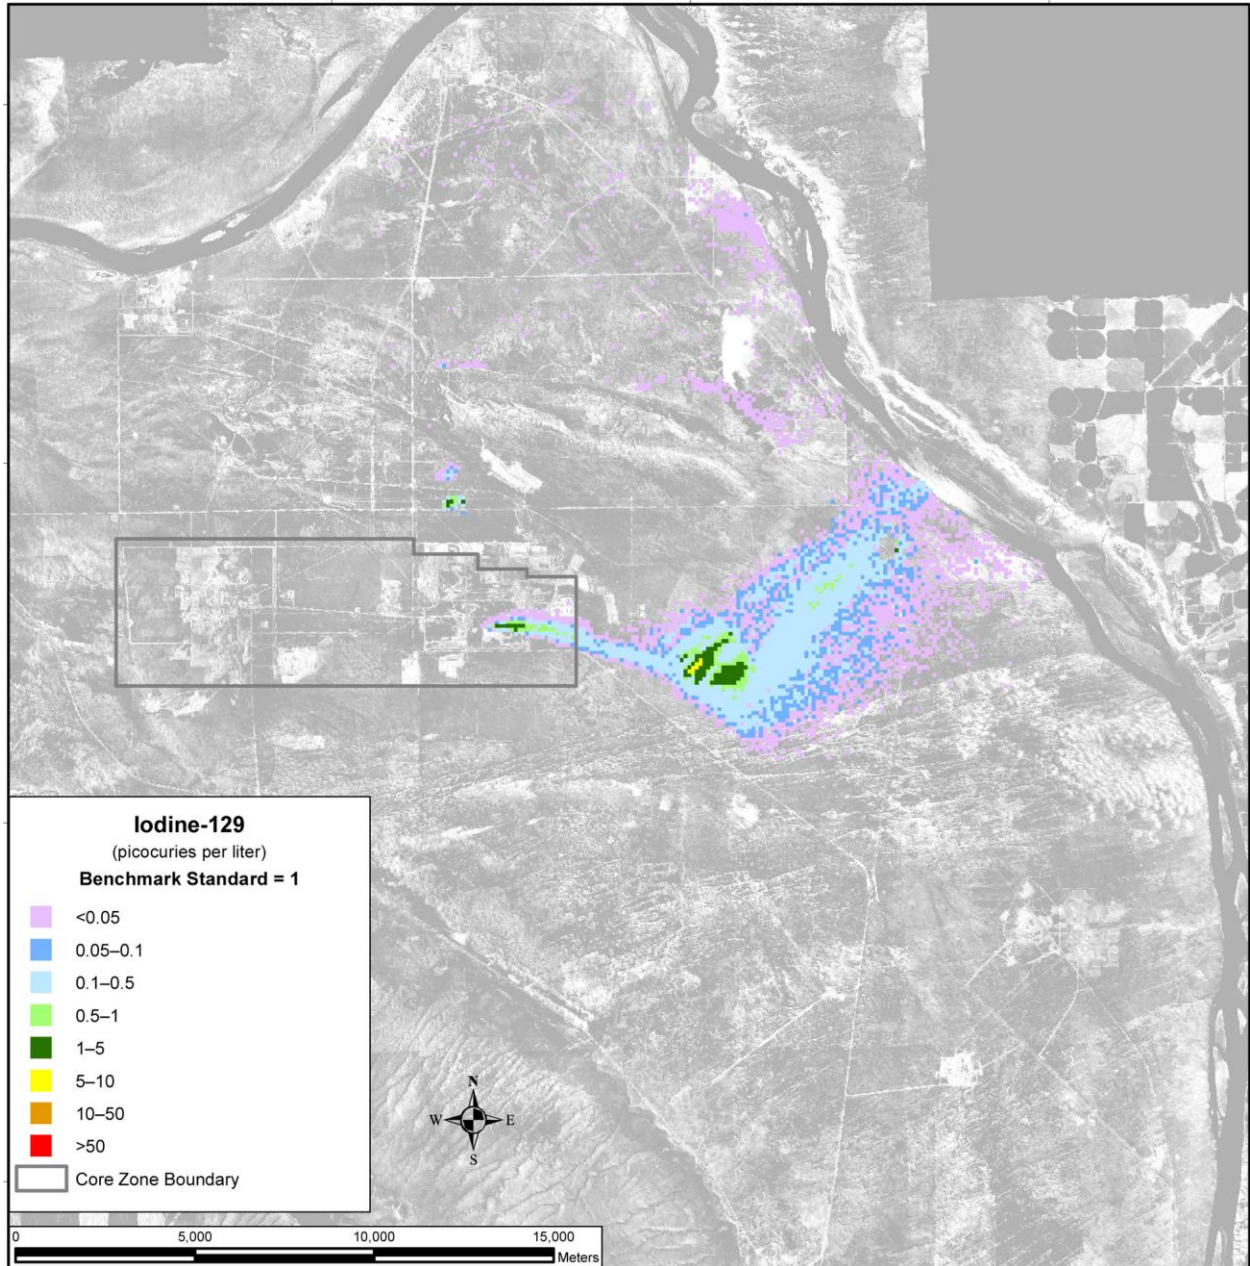 Iodine-129
(picocuries per liter)
Benchmark Standard = 1
<0.05
0.05–0.1
0.1–0.5
0.5–1
1–5
5–10
10–50
>50
Core Zone Boundary
N
W E
S
0 5,000 10,000 15,000
Meters